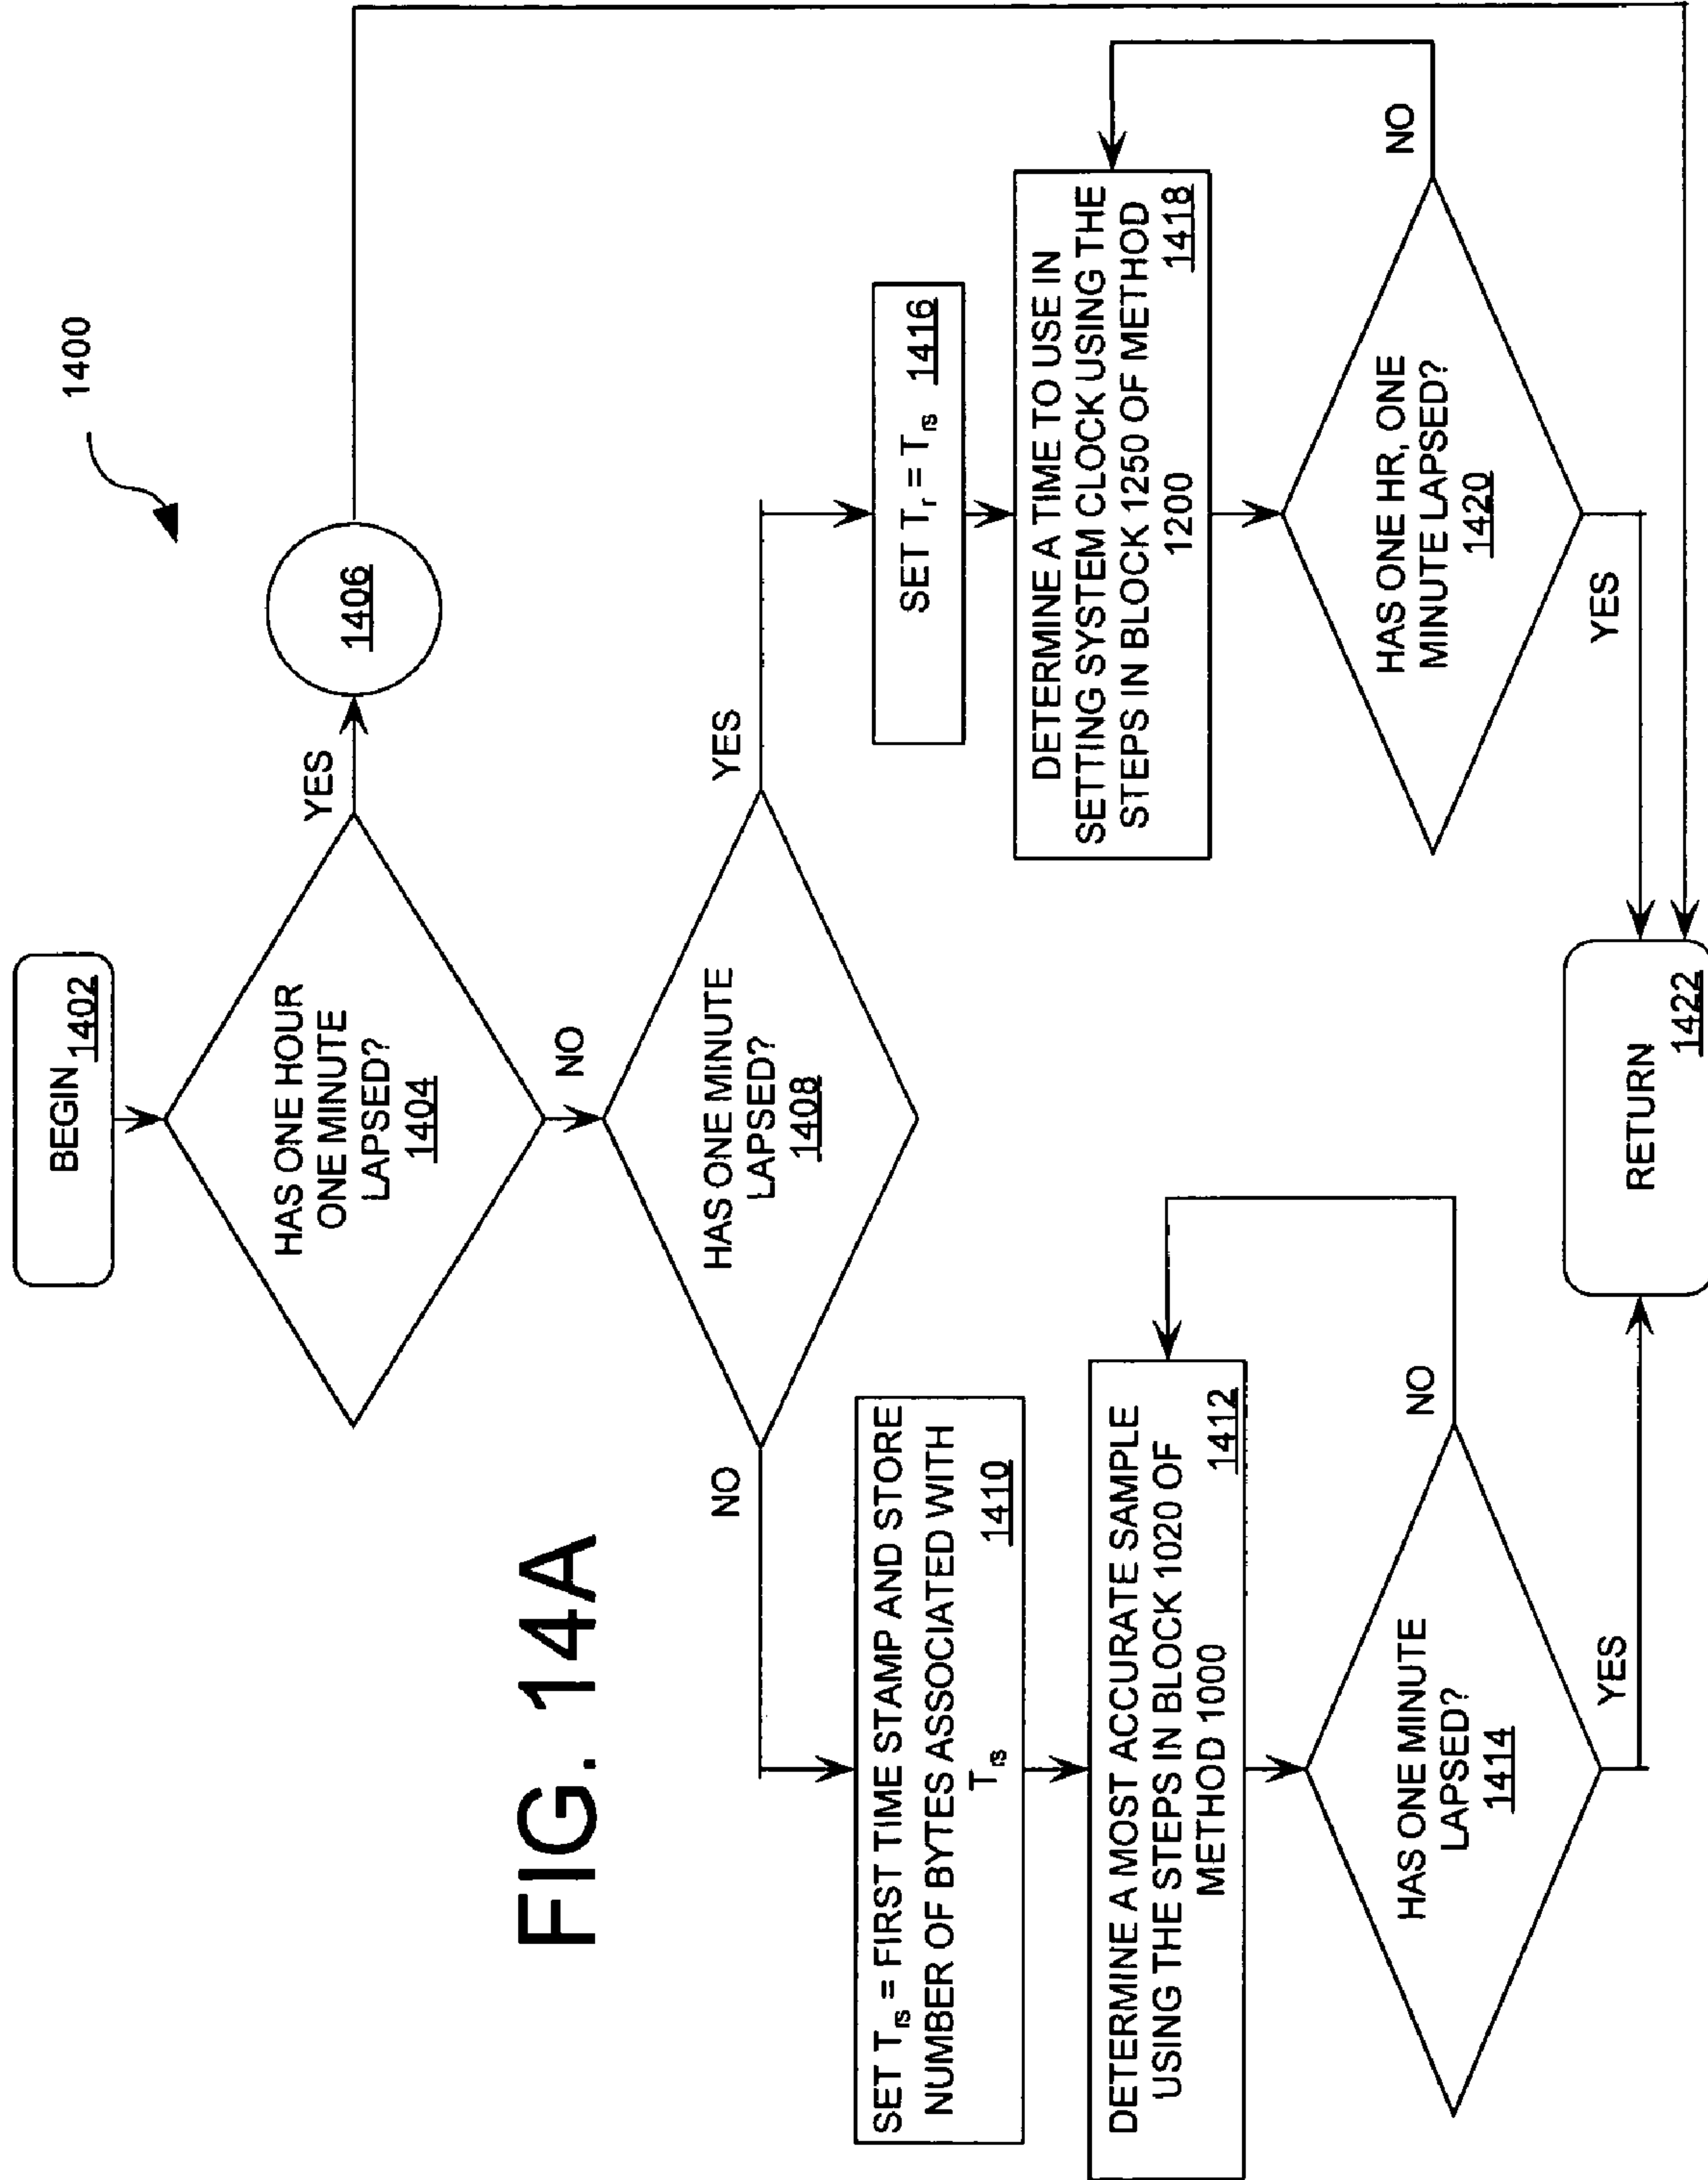 1400
BEGIN 1402
HAS ONE HOUR
ONE MINUTE
LAPSED?
1404
YES
1406
NO
HAS ONE MINUTE
LAPSED?
1408
NO
YES
FIG. 14A
SET Trs = FIRST TIME STAMP AND STORE
NUMBER OF BYTES ASSOCIATED WITH
Trs 1410
DETERMINE A MOST ACCURATE SAMPLE
USING THE STEPS IN BLOCK 1020 OF
METHOD 1000 1412
HAS ONE MINUTE
LAPSED?
1414
NO
YES
SET Tr = Trs 1416
DETERMINE A TIME TO USE IN
SETTING SYSTEM CLOCK USING THE
STEPS IN BLOCK 1250 OF METHOD
1200 1418
HAS ONE HR, ONE
MINUTE LAPSED?
1420
NO
YES
RETURN
1422